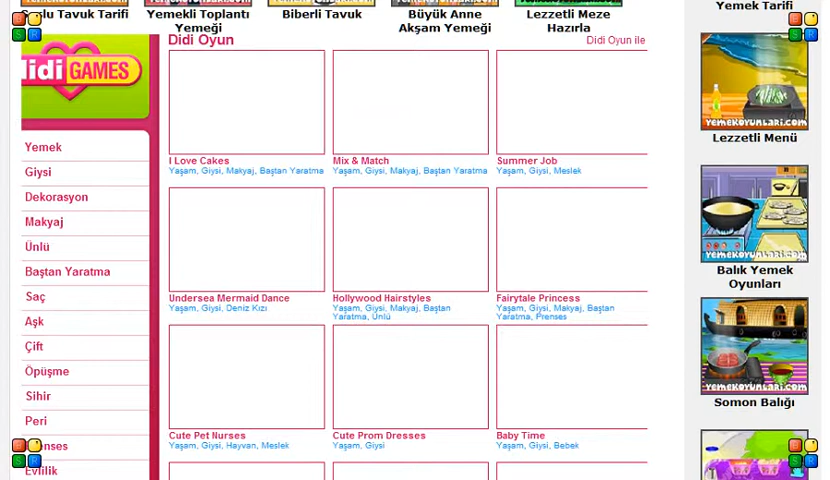 Tavuk Tarifi
Yemekli Toplantı
Yemeği
Biberli Tavuk
Büyük Anne
Akşam Yemeği
Lezzetli Meze
Hazırla
Yemek Tarifi
Didi Oyun
Didi Oyun ile
didi GAMES
Yemek
Giysi
Dekorasyon
Makyaj
Ünlü
Baştan Yaratma
Saç
Aşk
Çift
Öpüşme
Sihir
Peri
Evlilik
I Love Cakes
Yaşam, Giysi, Makyaj, Baştan Yaratma
Mix & Match
Yaşam, Giysi, Makyaj, Baştan Yaratma
Summer Job
Yaşam, Giysi, Meslek
Undersea Mermaid Dance
Yaşam, Giysi, Deniz Kızı
Hollywood Hairstyles
Yaşam, Giysi, Makyaj, Baştan
Yaratma, Ünlü
Fairytale Princess
Yaşam, Giysi, Makyaj, Baştan
Yaratma, Prenses
Cute Pet Nurses
Yaşam, Giysi, Hayvan, Meslek
Cute Prom Dresses
Yaşam, Giysi
Baby Time
Yaşam, Giysi, Bebek
YEMEKOYUNLARI.COM
Lezzetli Menü
YEMEKOYUNLARI.COM
Balık Yemek
Oyunları
YEMEKOYUNLARI.COM
Somon Balığı